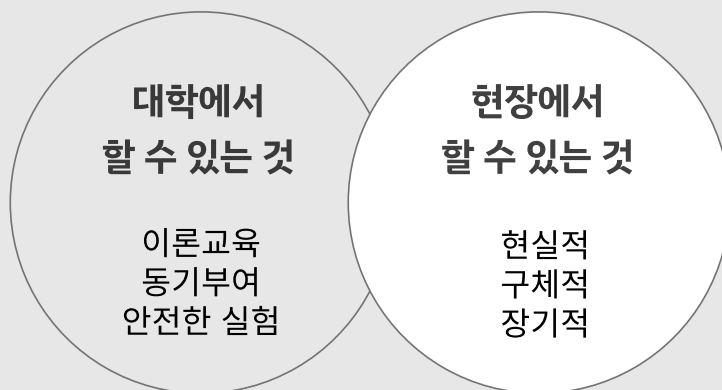 대학에서
할 수 있는 것
이론교육
동기부여
안전한 실험
현장에서
할 수 있는 것
현실적
구체적
장기적